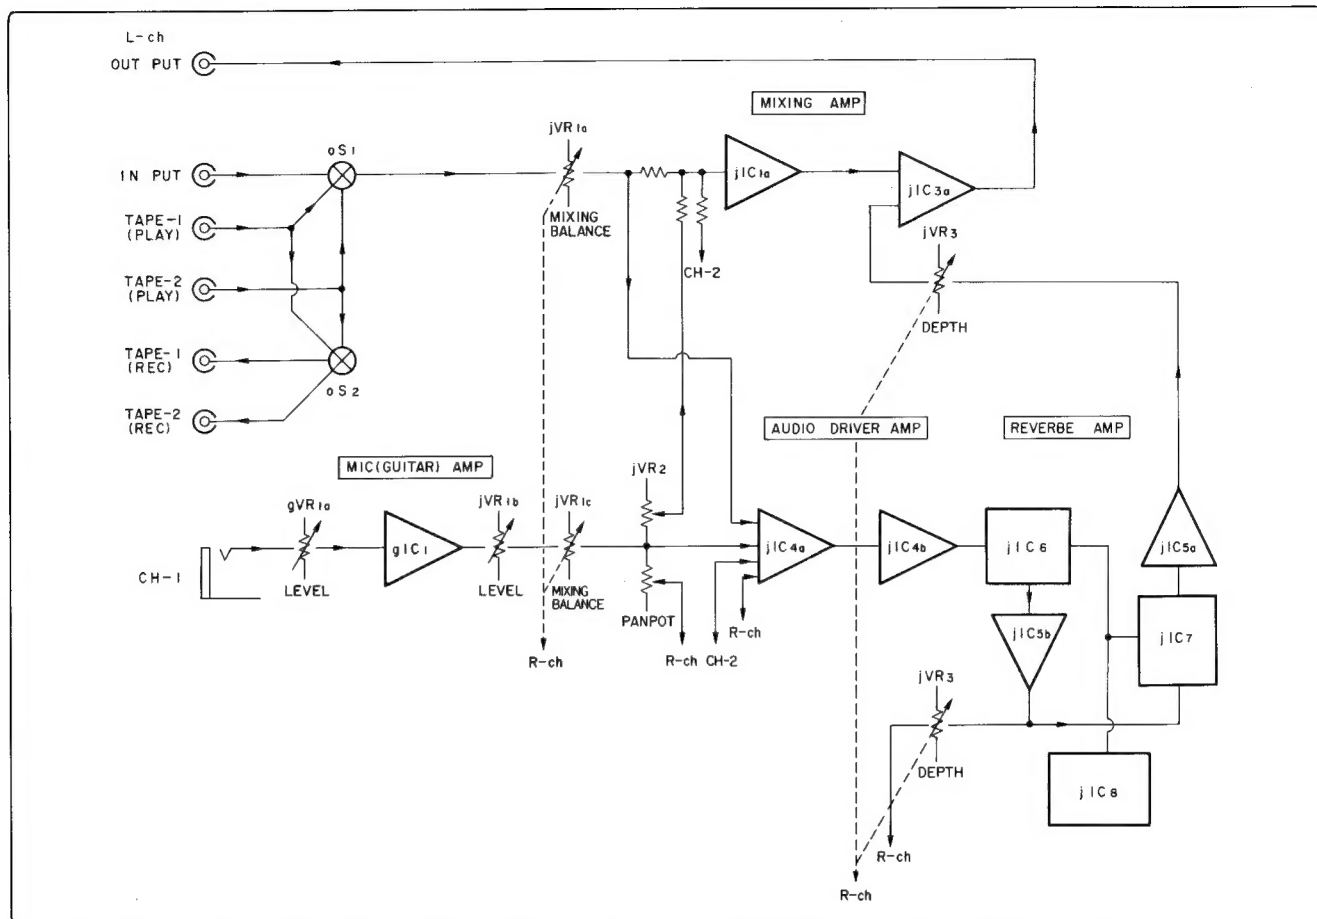 L-ch
OUT PUT
MIXING AMP
jVR1a
oS1
IN PUT
jIC1a
jIC3a
TAPE-1
(PLAY)
MIXING
BALANCE
jVR3
CH-2
TAPE-2
(PLAY)
DEPTH
TAPE-1
(REC)
oS2
TAPE-2
(REC)
AUDIO DRIVER AMP
REVERBE AMP
MIC(GUITAR) AMP
jVR2
gVR1a
jVR1b
jVR1c
gIC1
jIC4a
jIC4b
jIC6
jIC5a
CH-1
LEVEL
LEVEL
MIXING
BALANCE
PANPOT
R-ch
jIC5b
jIC7
R-ch
R-ch
CH-2
jVR3
DEPTH
jIC8
R-ch
R-ch